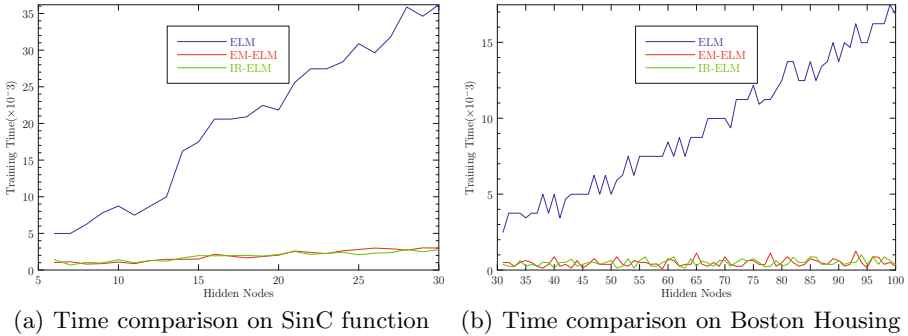 35
30
25
20
15
10
5
0
Training Time(×10⁻³)
ELM
EM-ELM
IR-ELM
5 10 15 20 25 30
Hidden Nodes
(a) Time comparison on SinC function
15
10
5
0
Training Time(×10⁻³)
ELM
EM-ELM
IR-ELM
30 35 40 45 50 55 60 65 70 75 80 85 90 95 100
Hidden Nodes
(b) Time comparison on Boston Housing